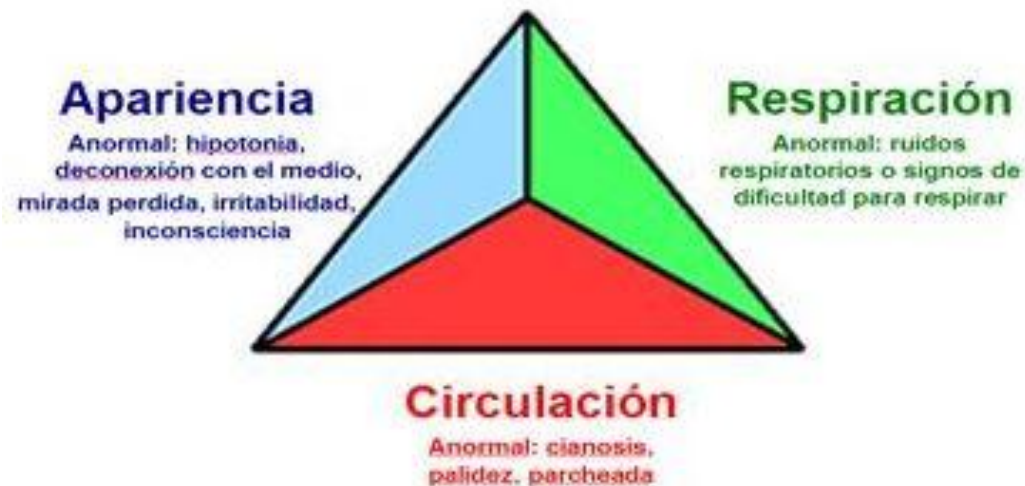 Apariencia
Anormal: hipotonia,
deconexión con el medio,
mirada perdida, irritabilidad,
inconsciencia
Respiración
Anormal: ruidos
respiratorios o signos de
dificultad para respirar
Circulación
Anormal: cianosis,
palidez, parcheada